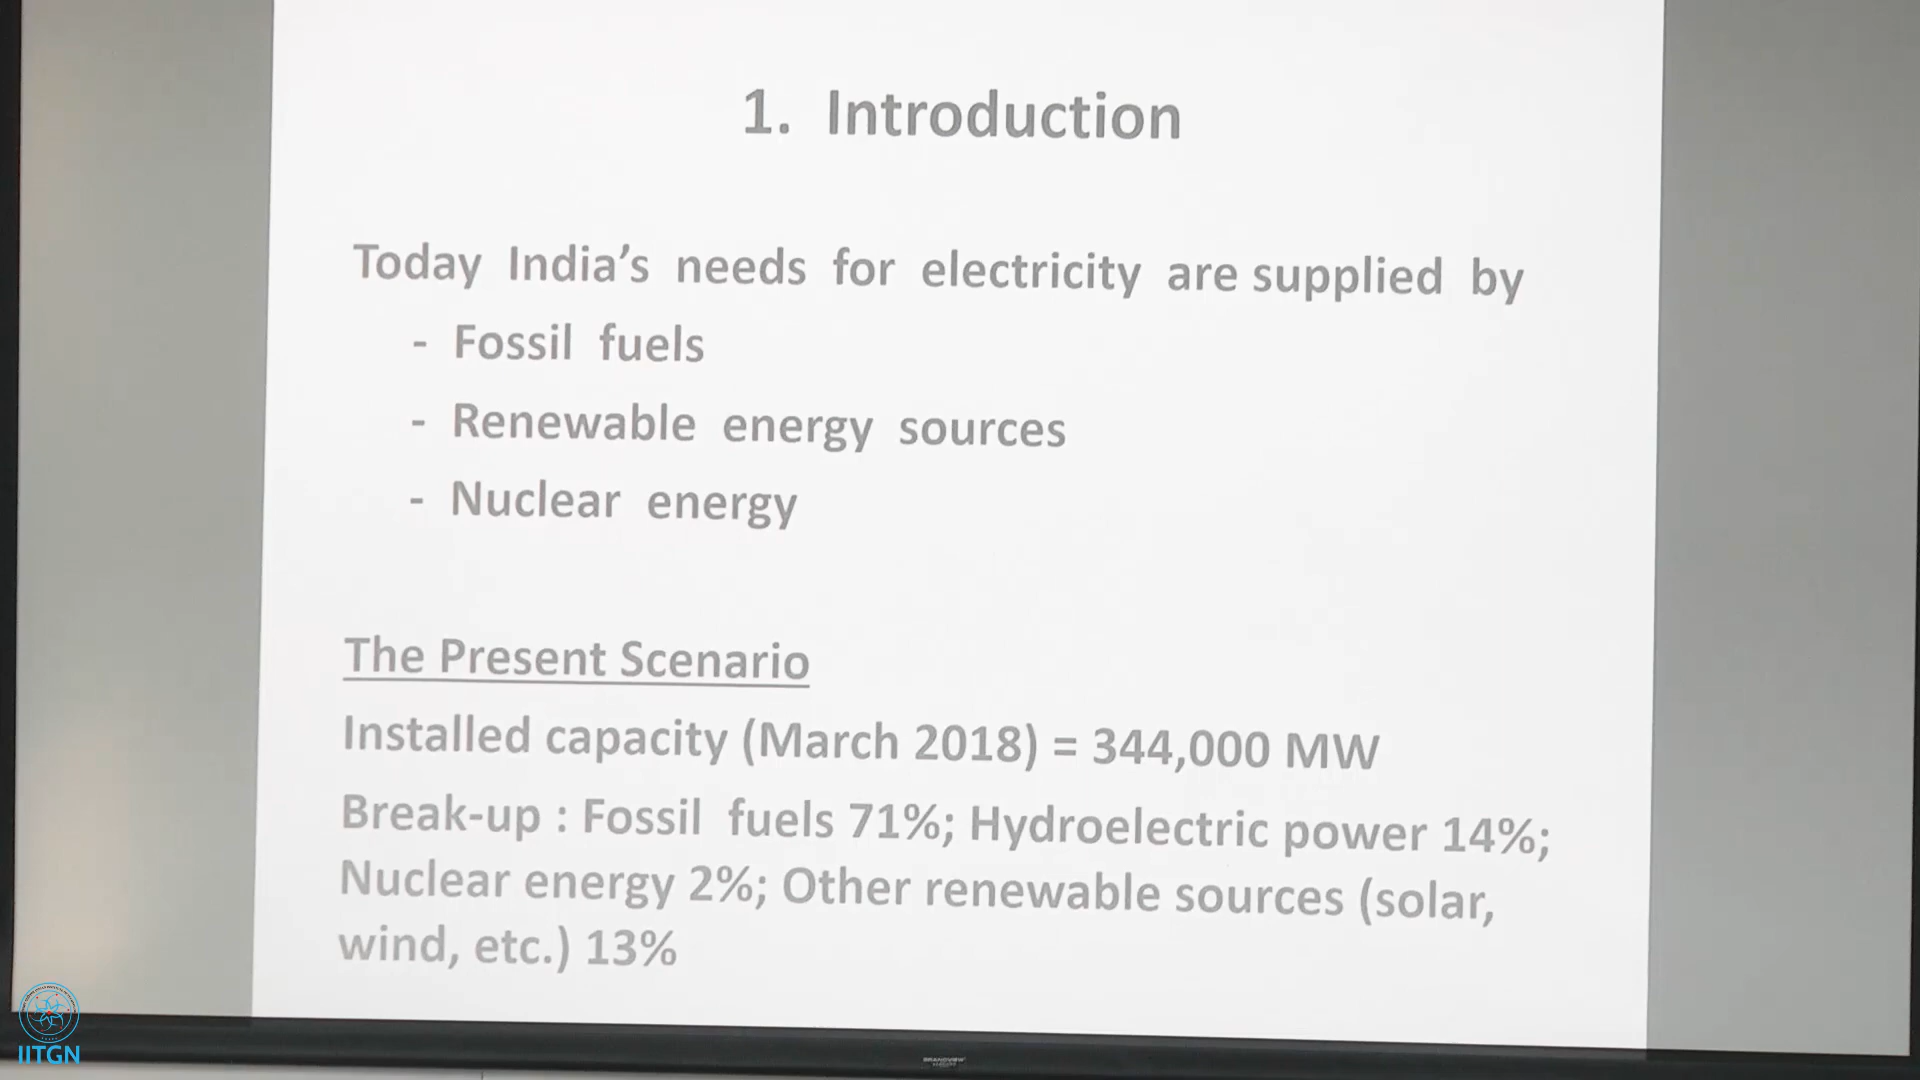 1. Introduction
Today India’s needs for electricity are supplied by
- Fossil fuels
- Renewable energy sources
- Nuclear energy
The Present Scenario
Installed capacity (March 2018) = 344,000 MW
Break-up : Fossil fuels 71%; Hydroelectric power 14%;
Nuclear energy 2%; Other renewable sources (solar,
wind, etc.) 13%
IITGN